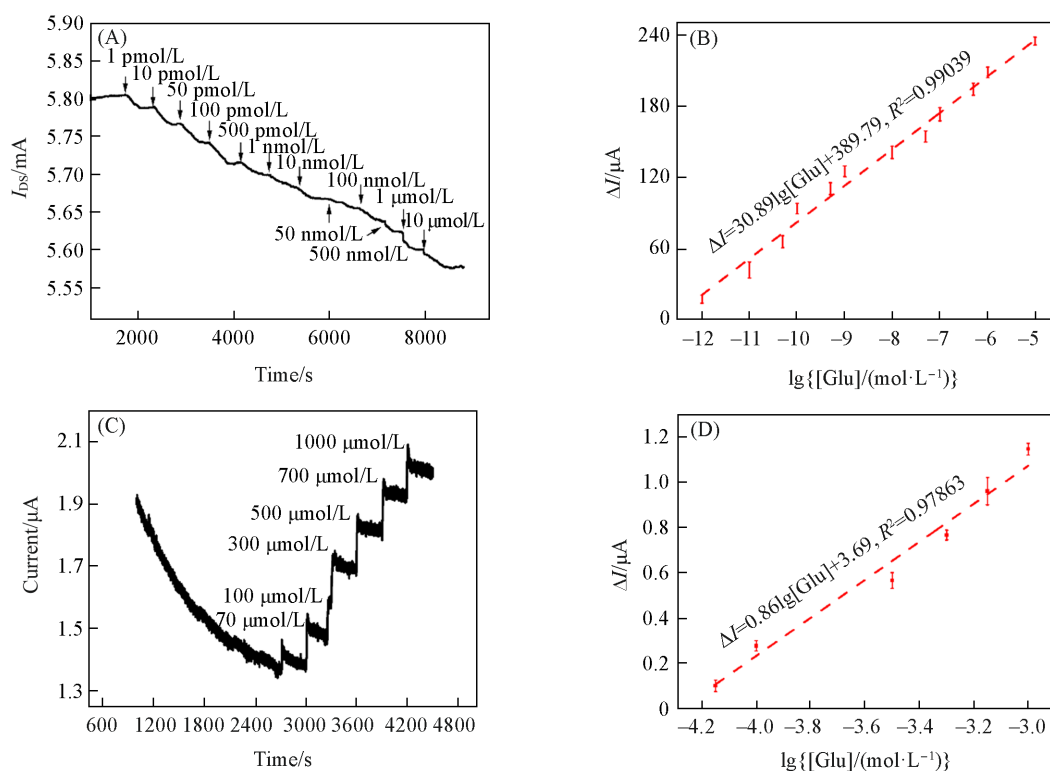 (A)
5.90
5.85
5.80
5.75
5.70
5.65
5.60
5.55
I_DS/mA
1 pmol/L
10 pmol/L
50 pmol/L
100 pmol/L
500 pmol/L
1 nmol/L
10 nmol/L
100 nmol/L
1 μmol/L
10 μmol/L
50 nmol/L
500 nmol/L
2000 4000 6000 8000
Time/s
(B)
240
180
120
60
0
ΔI/μA
ΔI=30.89lg[Glu]+389.79, R²=0.99039
−12 −11 −10 −9 −8 −7 −6 −5
lg{[Glu]/(mol·L⁻¹)}
(C)
2.1
1.9
1.7
1.5
1.3
Current/μA
1000 μmol/L
700 μmol/L
500 μmol/L
300 μmol/L
100 μmol/L
70 μmol/L
600 1200 1800 2400 3000 3600 4200 4800
Time/s
(D)
1.2
1.0
0.8
0.6
0.4
0.2
0
ΔI/μA
ΔI=0.86lg[Glu]+3.69, R²=0.97863
−4.2 −4.0 −3.8 −3.6 −3.4 −3.2 −3.0
lg{[Glu]/(mol·L⁻¹)}